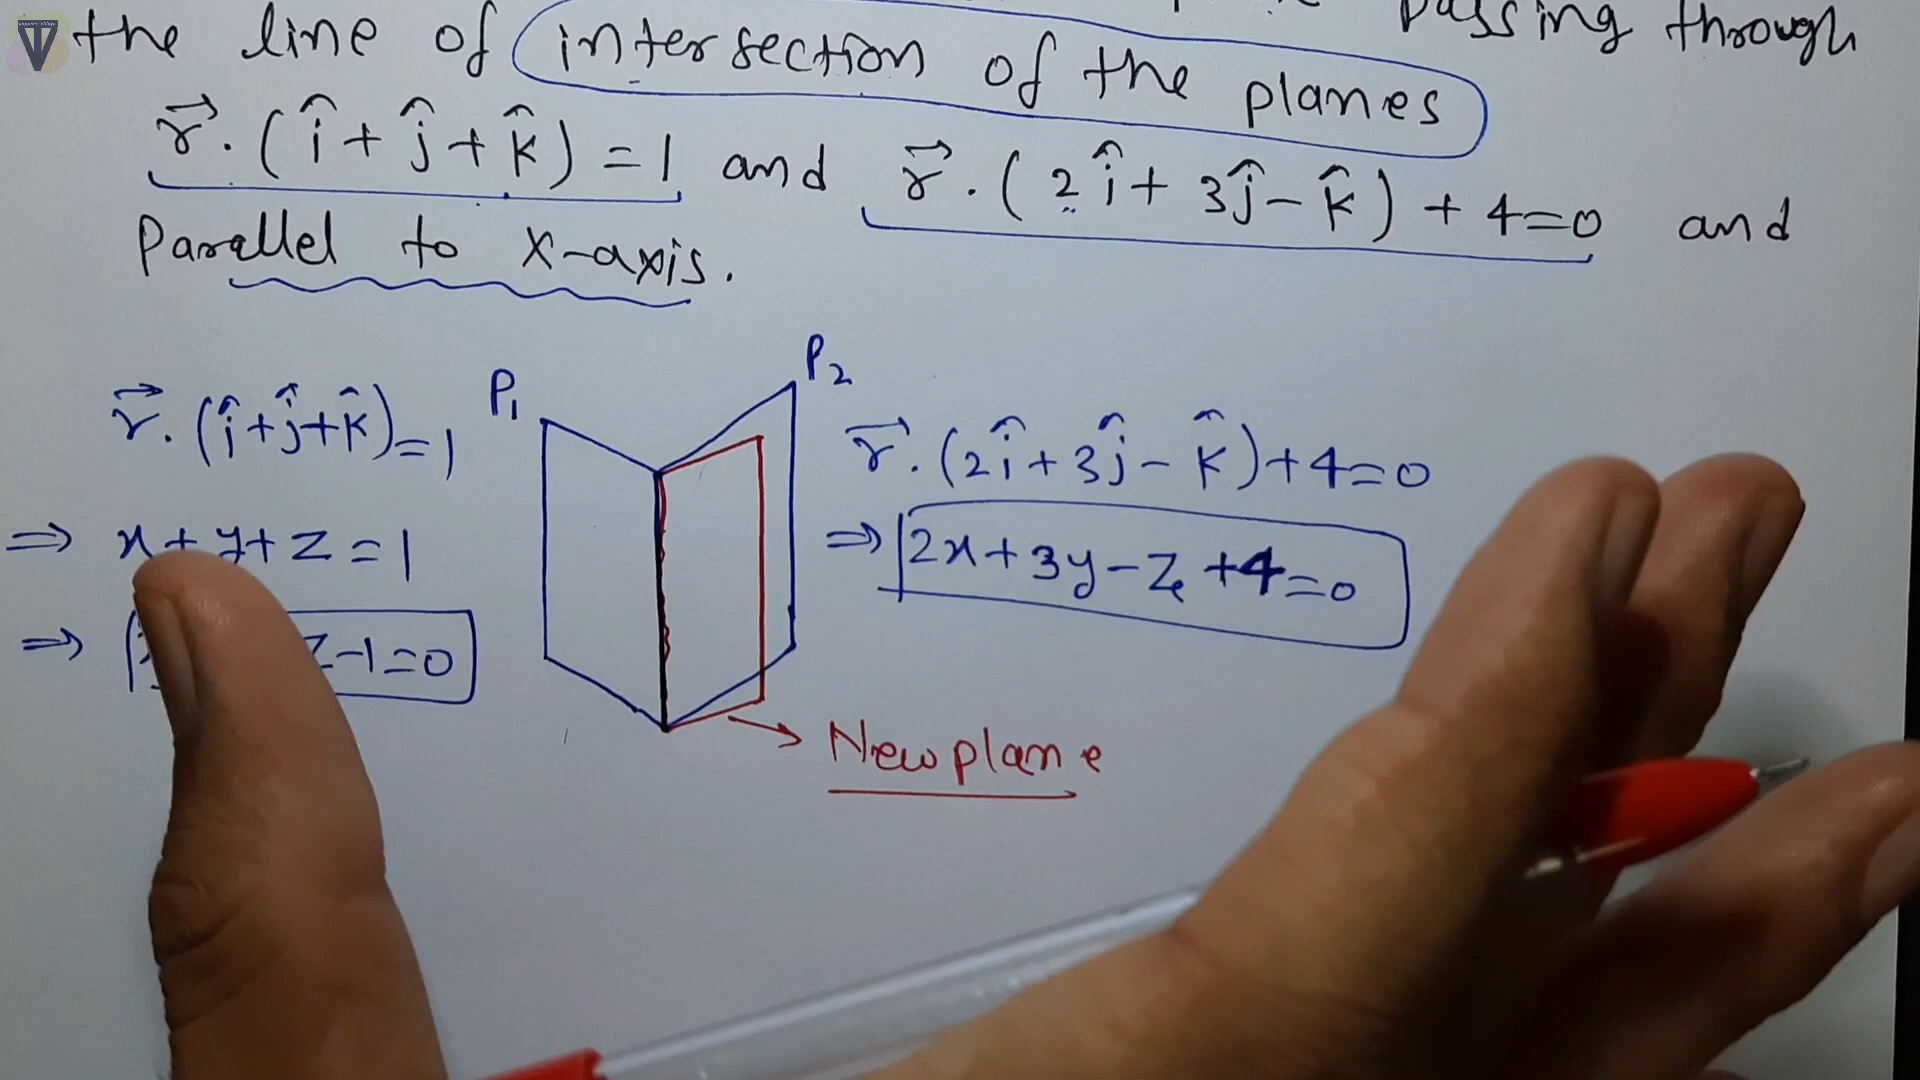 passing through
the line of intersection of the planes
r⃗.(î+ĵ+k̂)=1 and r⃗.(2î+3ĵ-k̂)+4=0 and
Parallel to X-axis.
P₁
P₂
r⃗.(î+ĵ+k̂)=1
⇒ x+y+z=1
⇒ z-1=0
r⃗.(2î+3ĵ-k̂)+4=0
⇒ 2x+3y-z+4=0
New plane